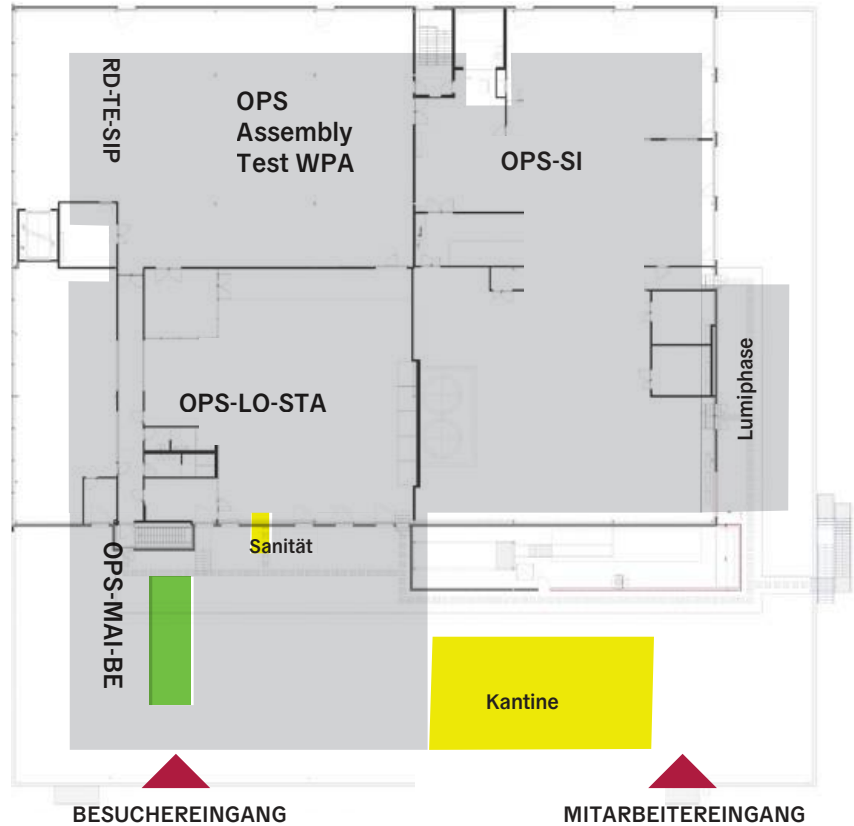 RD-TE-SIP
OPS
Assembly
Test WPA
OPS-SI
OPS-LO-STA
Lumiphase
Sanität
OPS-MAI-BE
Kantine
BESUCHEREINGANG
MITARBEITEREINGANG